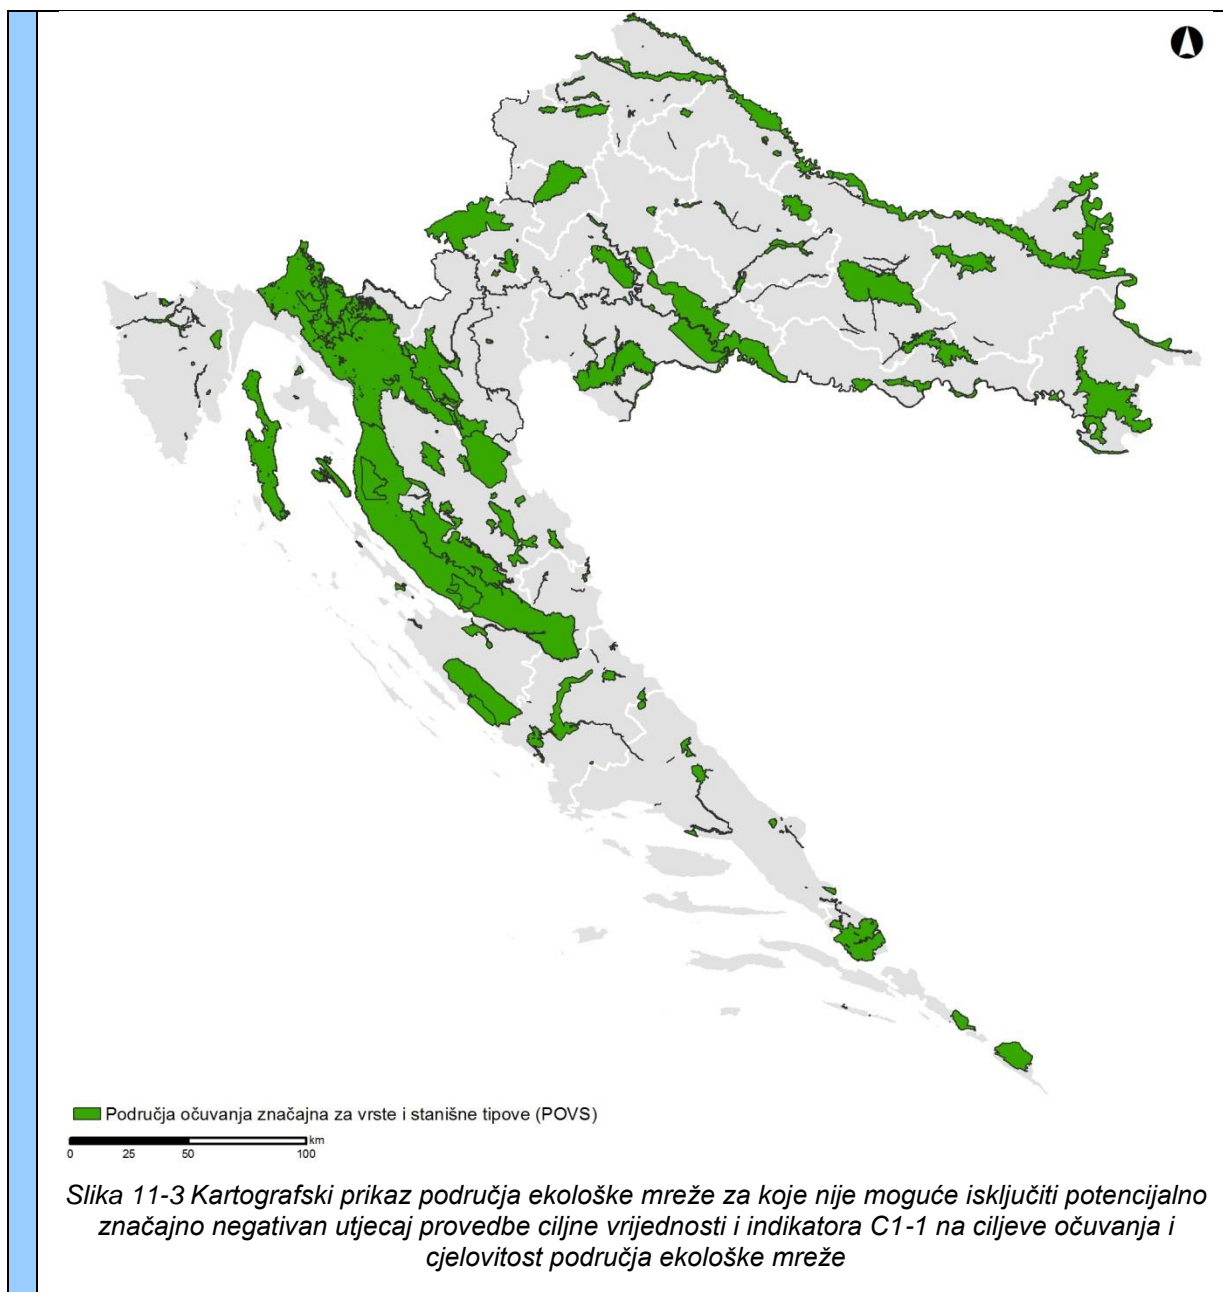 Područja očuvanja značajna za vrste i stanišne tipove (POVS)
km
0 25 50 100
Slika 11-3 Kartografski prikaz područja ekološke mreže za koje nije moguće isključiti potencijalno
značajno negativan utjecaj provedbe ciljne vrijednosti i indikatora C1-1 na ciljeve očuvanja i
cjelovitost područja ekološke mreže